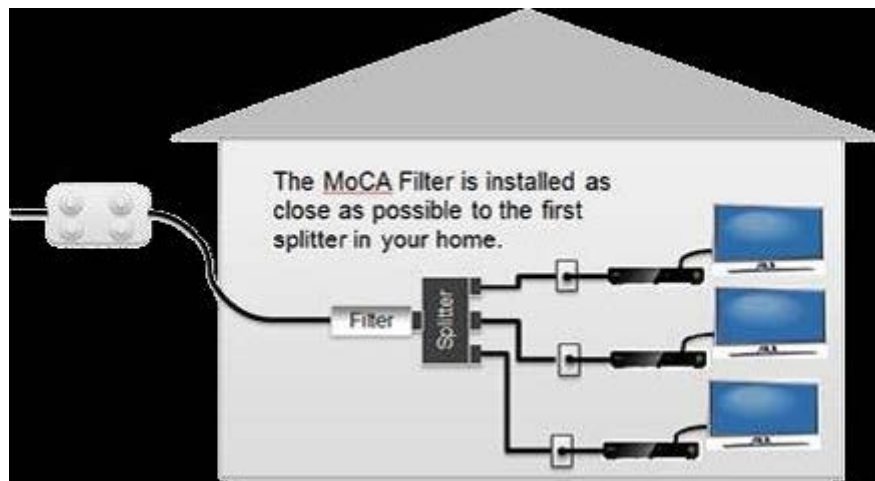 The MoCA Filter is installed as
close as possible to the first
splitter in your home.
Filter
Splitter